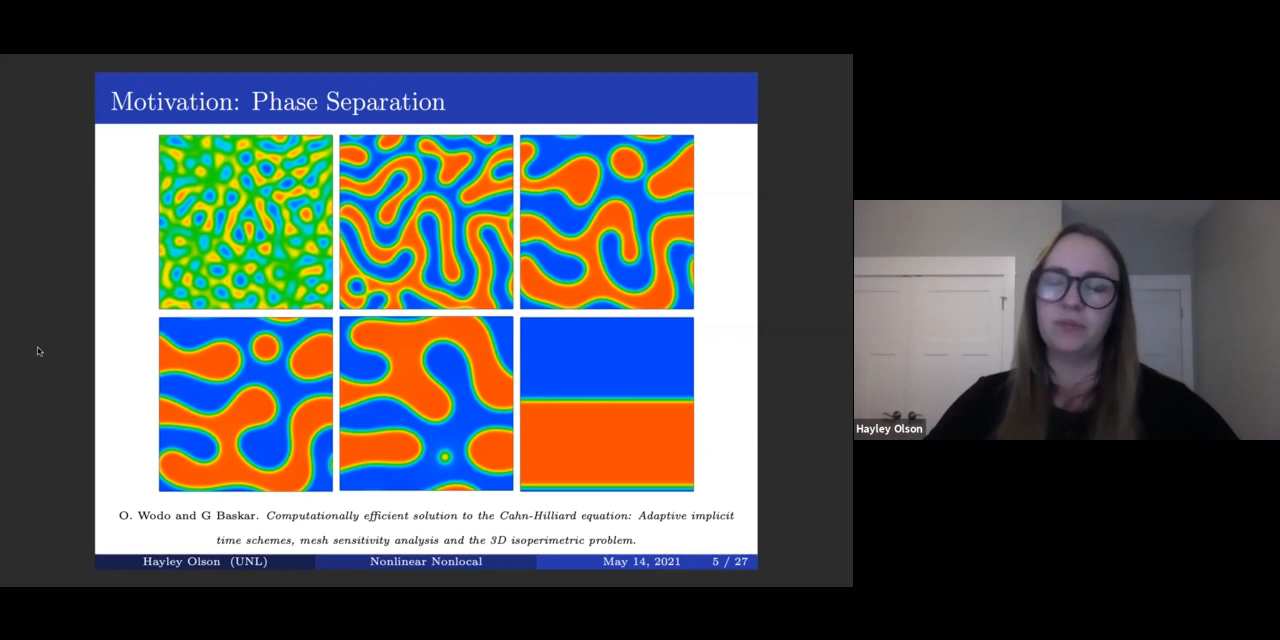 Motivation: Phase Separation
O. Wodo and G Baskar. Computationally efficient solution to the Cahn-Hilliard equation: Adaptive implicit
time schemes, mesh sensitivity analysis and the 3D isoperimetric problem.
Hayley Olson (UNL) Nonlinear Nonlocal May 14, 2021 5 / 27
Hayley Olson